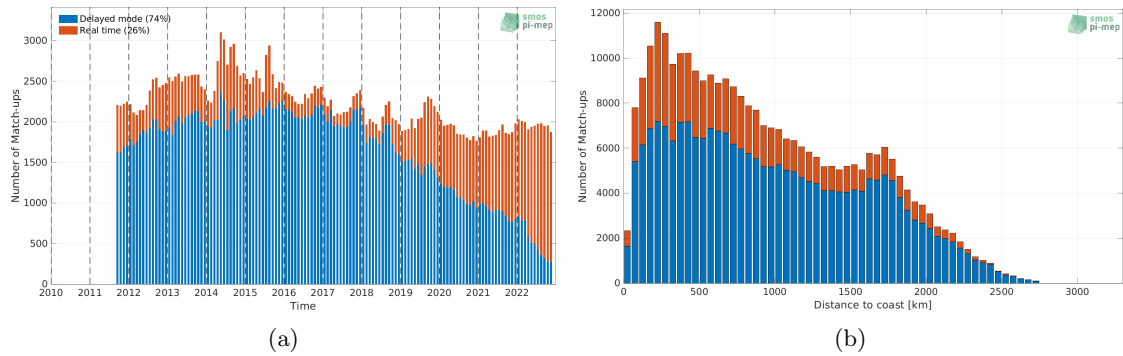 Delayed mode (74%)
Real time (26%)
smos
pi-mep
3000
2500
2000
1500
1000
500
0
Number of Match-ups
2010 2011 2012 2013 2014 2015 2016 2017 2018 2019 2020 2021 2022
Time
(a)
smos
pi-mep
12000
10000
8000
6000
4000
2000
0
Number of Match-ups
0 500 1000 1500 2000 2500 3000
Distance to coast [km]
(b)